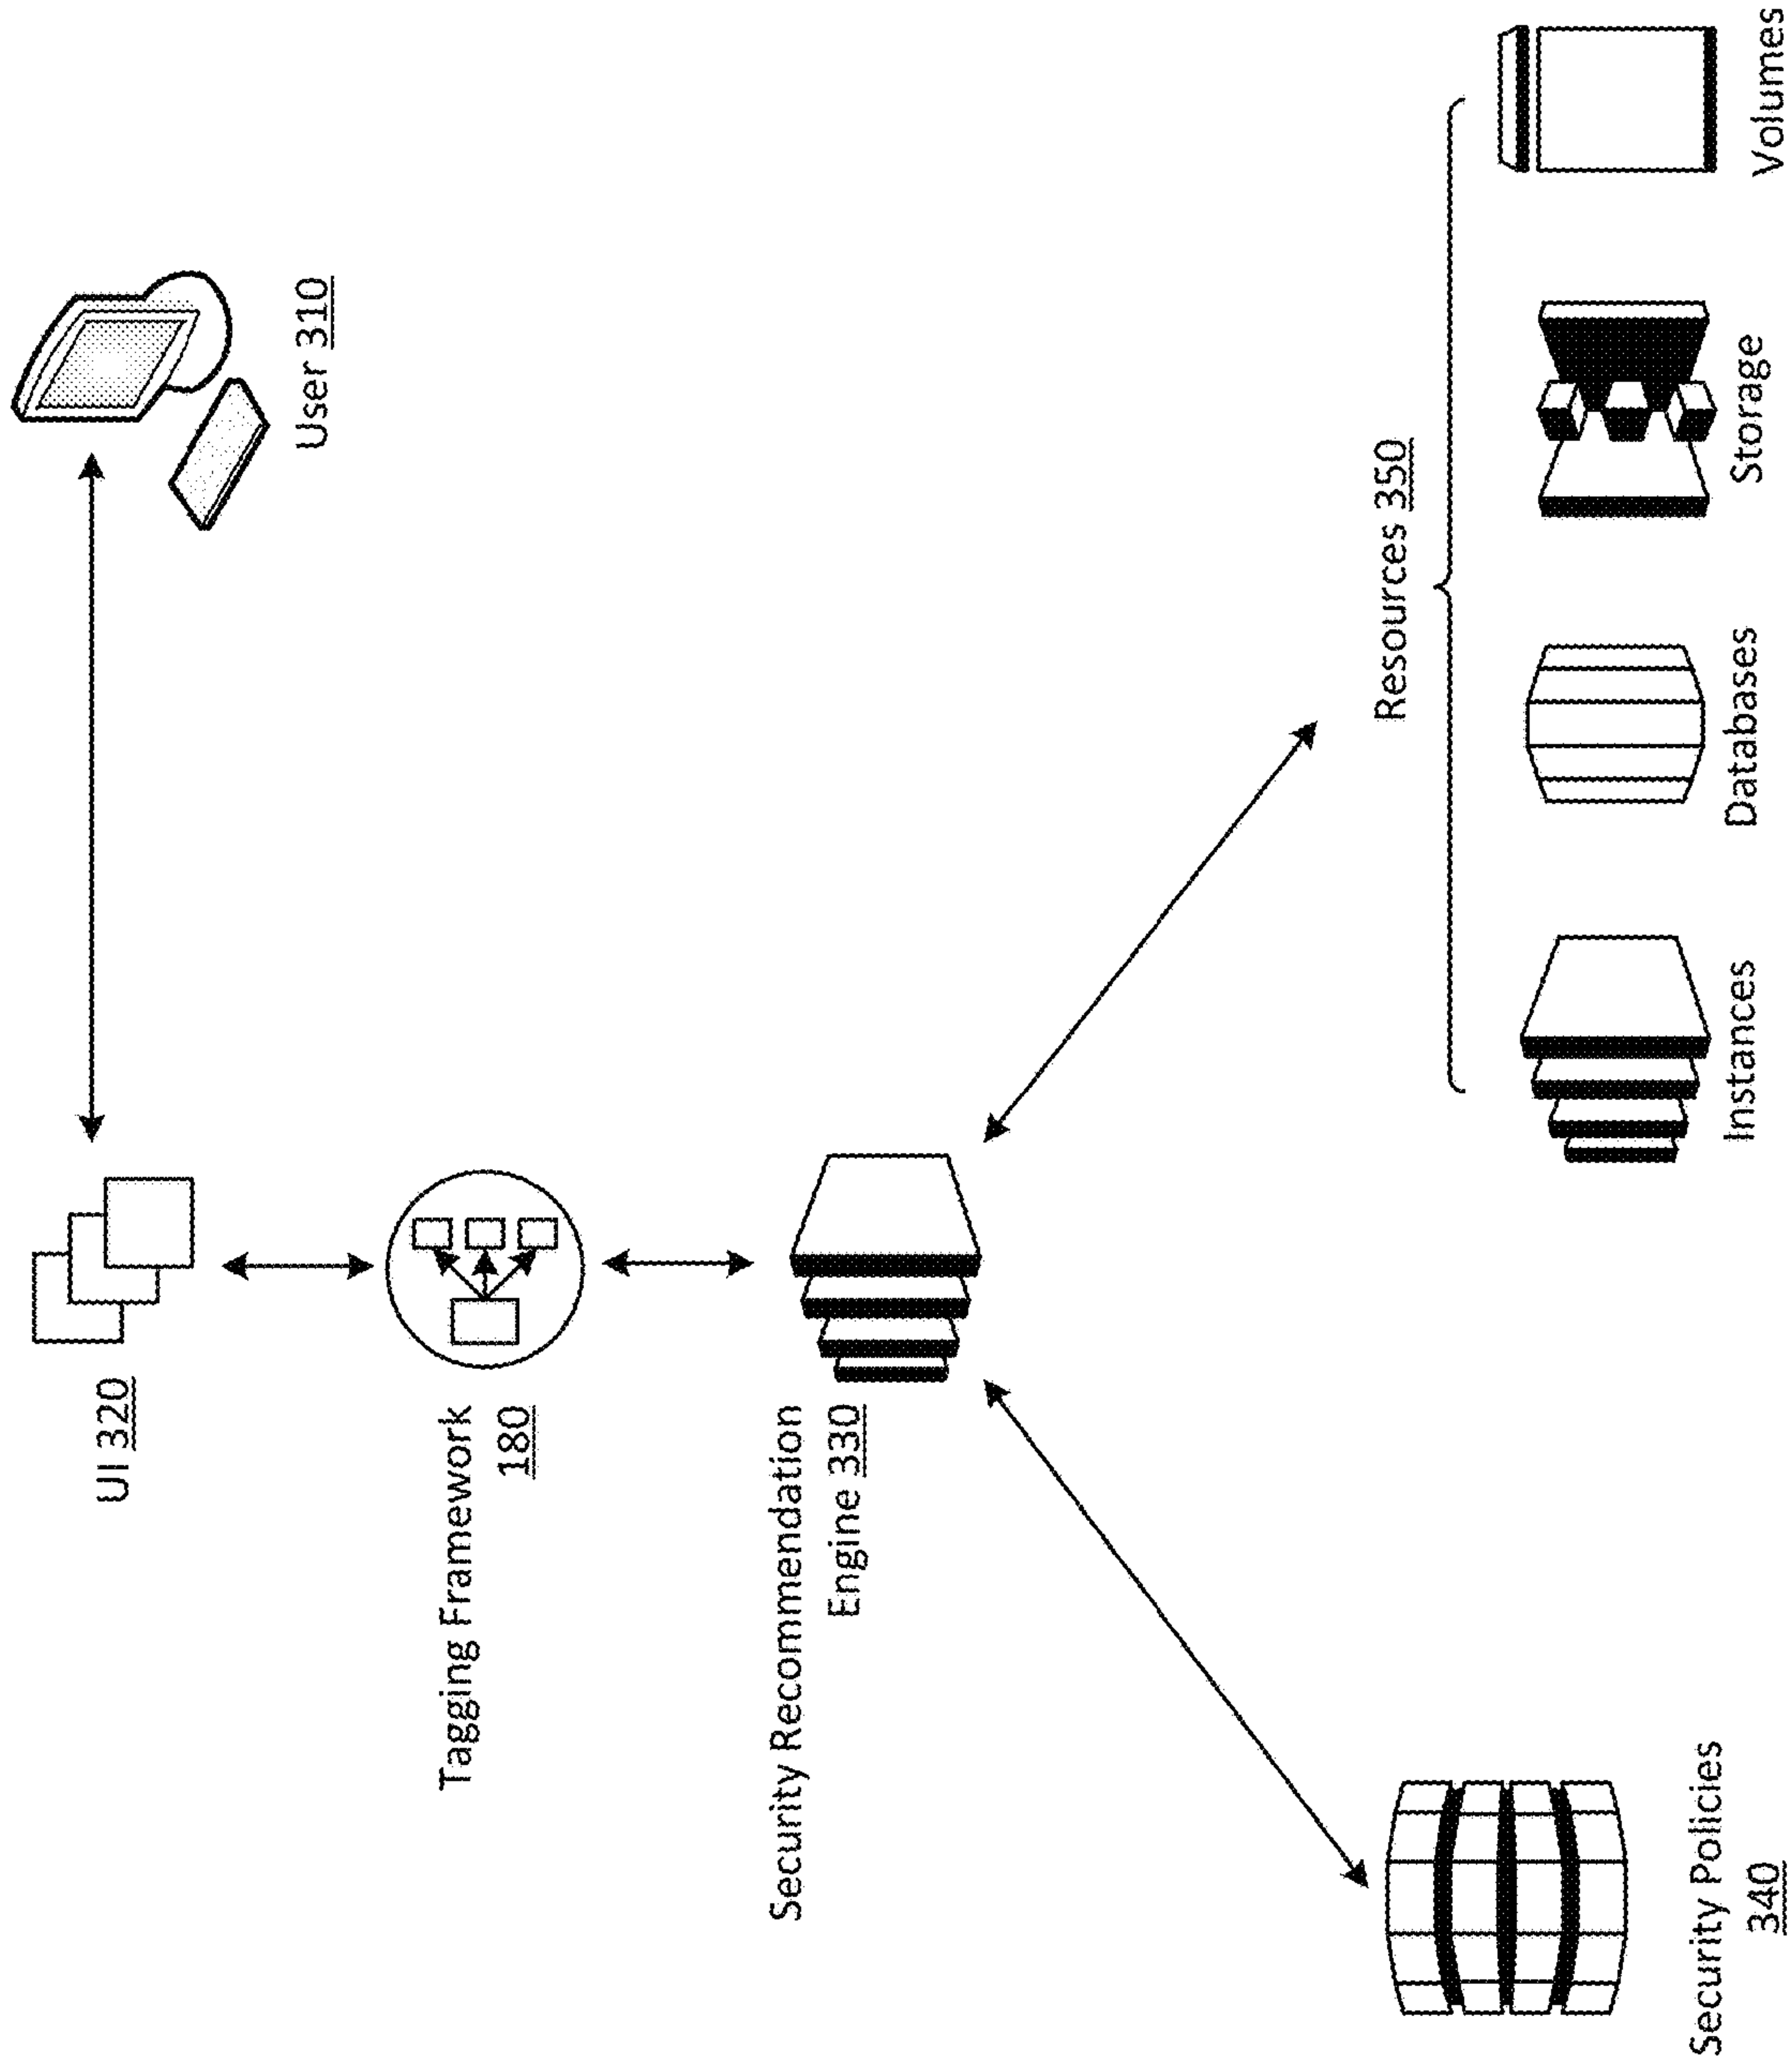 UI 320
User 310
Tagging Framework
180
Security Recommendation
Engine 330
Resources 350
Security Policies
340
Instances
Databases
Storage
Volumes